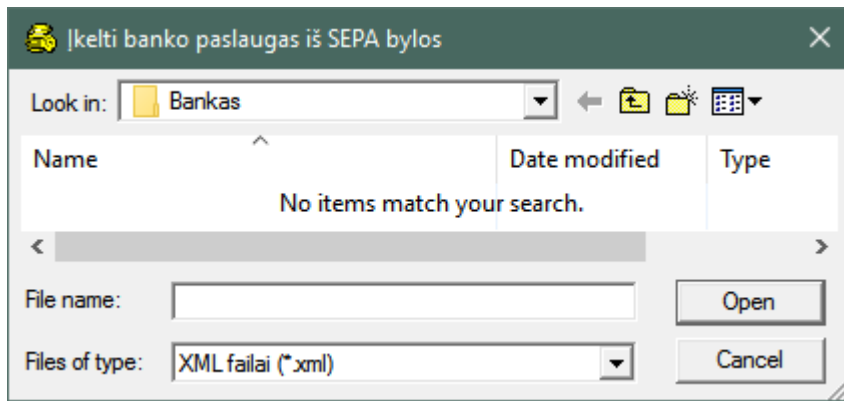 Įkelti banko paslaugas iš SEPA bylos
Look in: Bankas
Name Date modified Type
No items match your search.
File name: Open
Files of type: XML failai (*.xml) Cancel